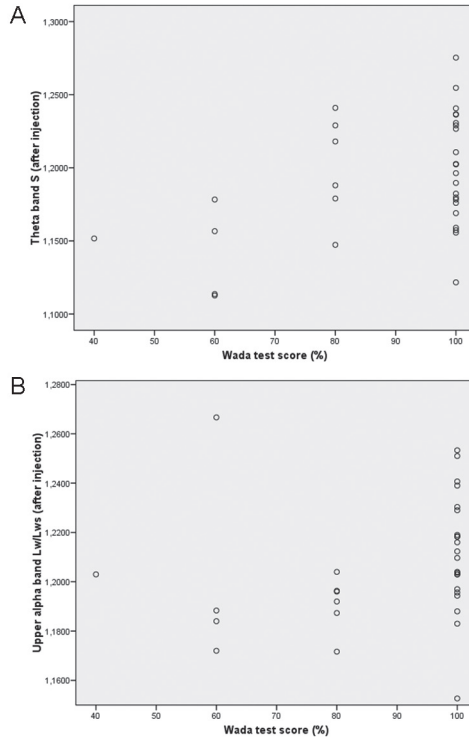 A
Theta band S (after injection)
1,3000
1,2500
1,2000
1,1500
1,1000
40 50 60 70 80 90 100
Wada test score (%)
B
Upper alpha band Lw/Lws (after injection)
1,2800
1,2600
1,2400
1,2200
1,2000
1,1800
1,1600
40 50 60 70 80 90 100
Wada test score (%)